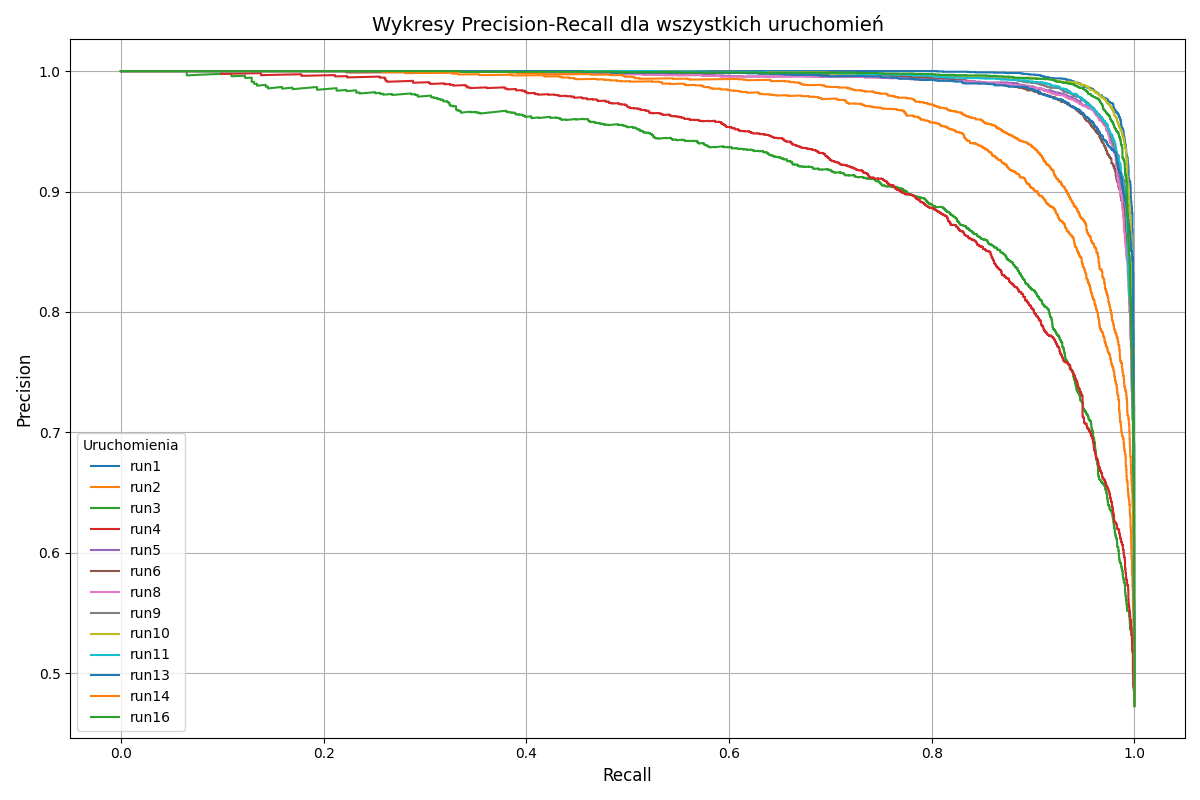 Wykresy Precision-Recall dla wszystkich uruchomień
Precision
1.0
0.9
0.8
0.7
0.6
0.5
Uruchomienia
run1
run2
run3
run4
run5
run6
run8
run9
run10
run11
run13
run14
run16
0.0 0.2 0.4 0.6 0.8 1.0
Recall